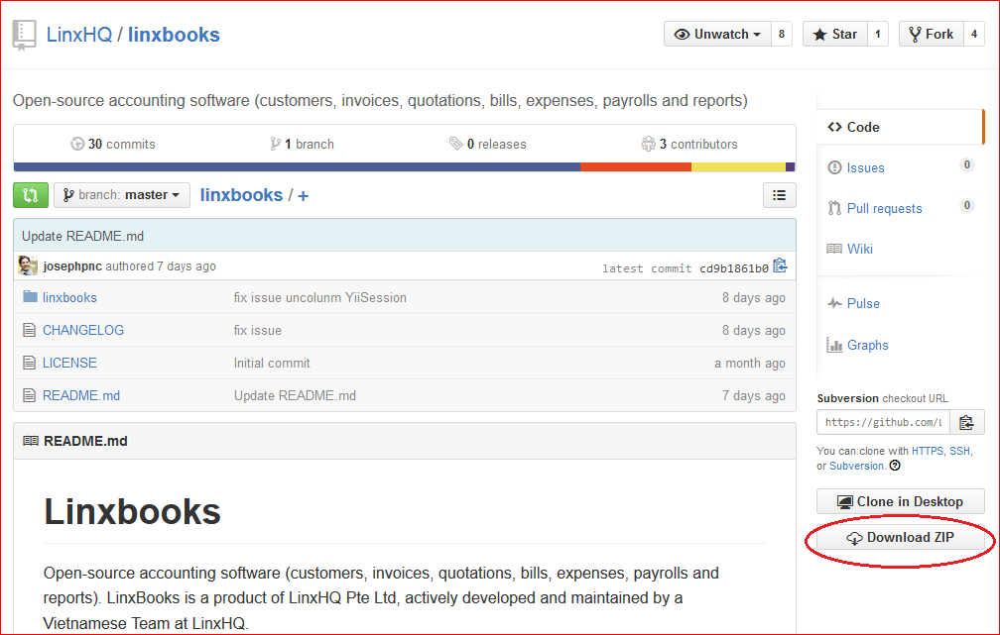 LinxHQ / linxbooks
Unwatch 8 Star 1 Fork 4
Open-source accounting software (customers, invoices, quotations, bills, expenses, payrolls and reports)
30 commits 1 branch 0 releases 3 contributors
branch: master linxbooks / +
Update README.md
josephpnc authored 7 days ago latest commit cd9b1861b0
linxbooks fix issue uncolunm YiiSession 8 days ago
CHANGELOG fix issue 8 days ago
LICENSE Initial commit a month ago
README.md Update README.md 7 days ago
README.md
Linxbooks
Open-source accounting software (customers, invoices, quotations, bills, expenses, payrolls and
reports). LinxBooks is a product of LinxHQ Pte Ltd, actively developed and maintained by a
Vietnamese Team at LinxHQ.
Code
Issues 0
Pull requests 0
Wiki
Pulse
Graphs
Subversion checkout URL
https://github.com/
You can clone with HTTPS, SSH,
or Subversion.
Clone in Desktop
Download ZIP